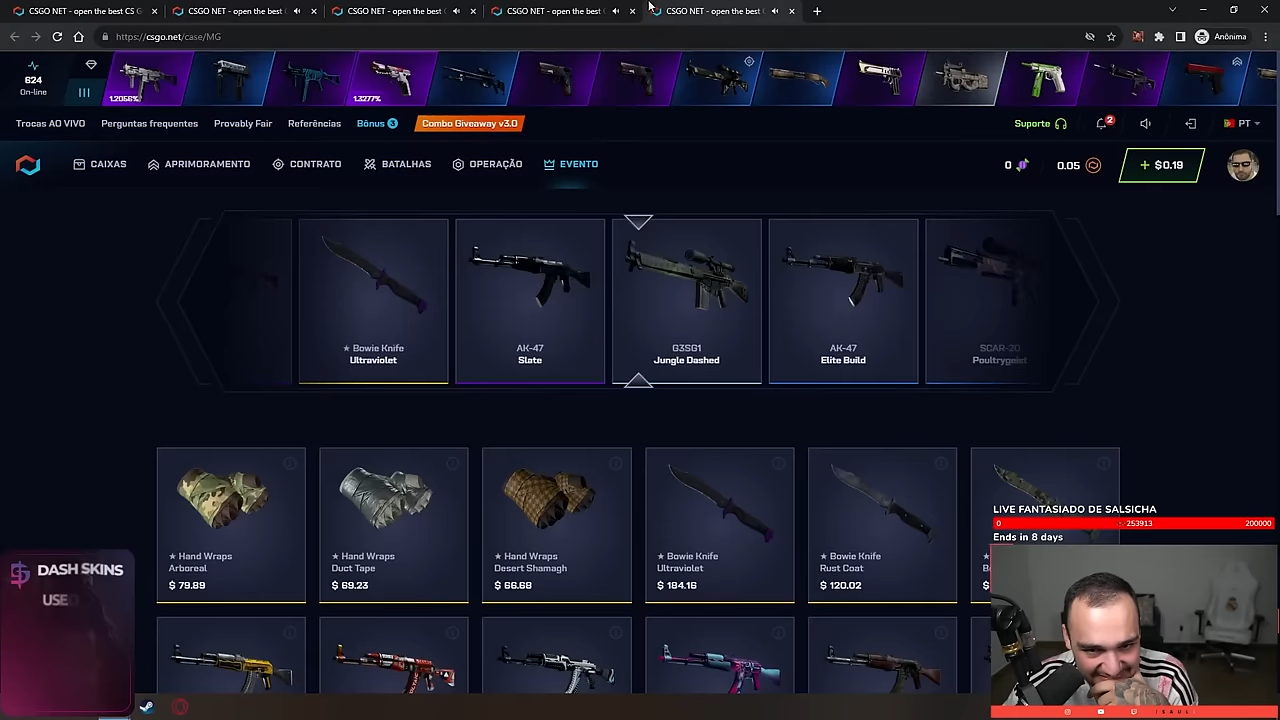 CSGO NET - open the best CS G
CSGO NET - open the best
CSGO NET - open the best
CSGO NET - open the best
CSGO NET - open the best
https://csgo.net/case/MG
Anônima
624
On-line
1.2056%
1.3277%
Trocas AO VIVO
Perguntas frequentes
Provably Fair
Referências
Bônus 3
Combo Giveaway v3.0
Suporte
2
PT
CAIXAS
APRIMORAMENTO
CONTRATO
BATALHAS
OPERAÇÃO
EVENTO
0
0.05
+ $0.19
★ Bowie Knife
Ultraviolet
AK-47
Slate
G3SG1
Jungle Dashed
AK-47
Elite Build
SCAR-20
Poultrygeist
★ Hand Wraps
Arboreal
$ 79.89
★ Hand Wraps
Duct Tape
$ 69.23
★ Hand Wraps
Desert Shamagh
$ 66.68
★ Bowie Knife
Ultraviolet
$ 184.16
★ Bowie Knife
Rust Coat
$ 120.02
LIVE FANTASIADO DE SALSICHA
0
253913
200000
Ends in 8 days
DASH SKINS
USE
SAUL